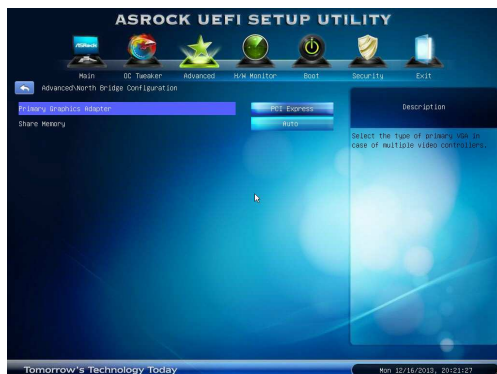 ASROCK UEFI SETUP UTILITY
ASRock
Main OC Tweaker Advanced H/W Monitor Boot Security Exit
Advanced\North Bridge Configuration
Primary Graphics Adapter PCI Express
Share Memory Auto
Description
Select the type of primary VGA in
case of multiple video controllers.
Tomorrow's Technology Today
Mon 12/16/2013, 20:21:27